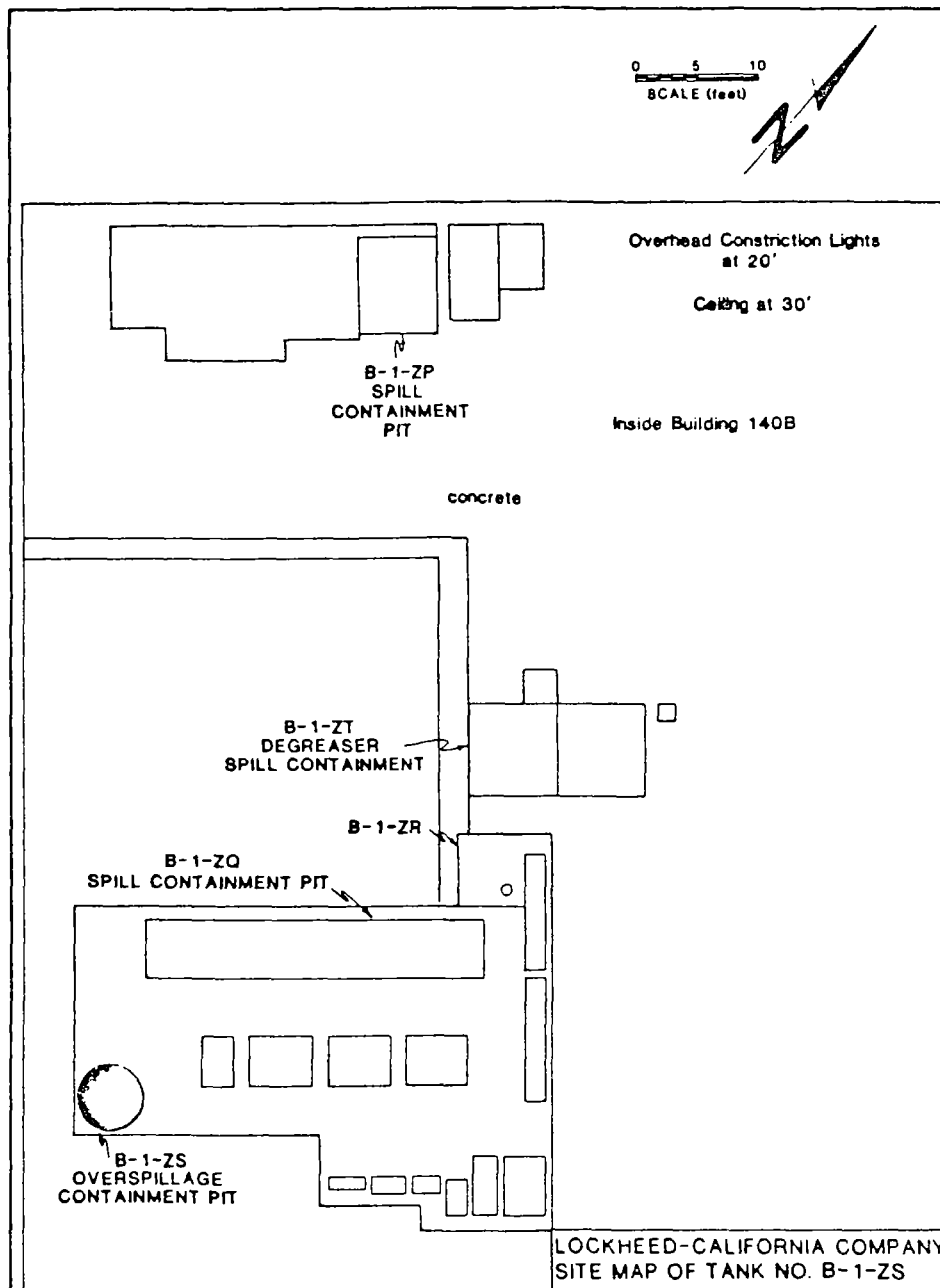 0 5 10
SCALE (feet)
N
Overhead Constriction Lights
at 20'
Ceiling at 30'
B-1-ZP
SPILL
CONTAINMENT
PIT
Inside Building 140B
concrete
B-1-ZT
DEGREASER
SPILL CONTAINMENT
B-1-ZR
B-1-ZQ
SPILL CONTAINMENT PIT
B-1-ZS
OVERSPILLAGE
CONTAINMENT PIT
LOCKHEED-CALIFORNIA COMPANY
SITE MAP OF TANK NO. B-1-ZS